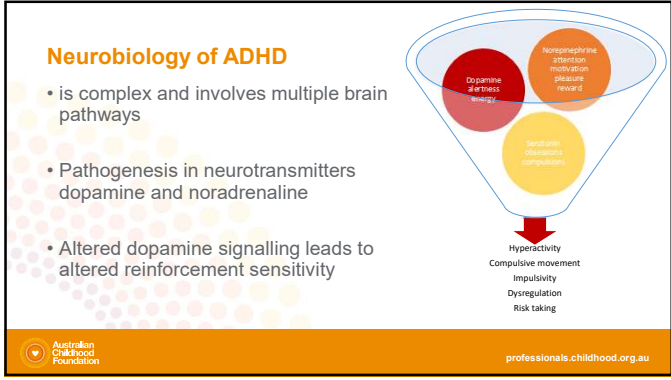 Neurobiology of ADHD
• is complex and involves multiple brain
pathways
• Pathogenesis in neurotransmitters
dopamine and noradrenaline
• Altered dopamine signalling leads to
altered reinforcement sensitivity
Dopamine
alertness
energy
Norepinephrine
attention
motivation
pleasure
reward
Serotonin
obsessions
compulsions
Hyperactivity
Compulsive movement
Impulsivity
Dysregulation
Risk taking
Australian
Childhood
Foundation
professionals.childhood.org.au